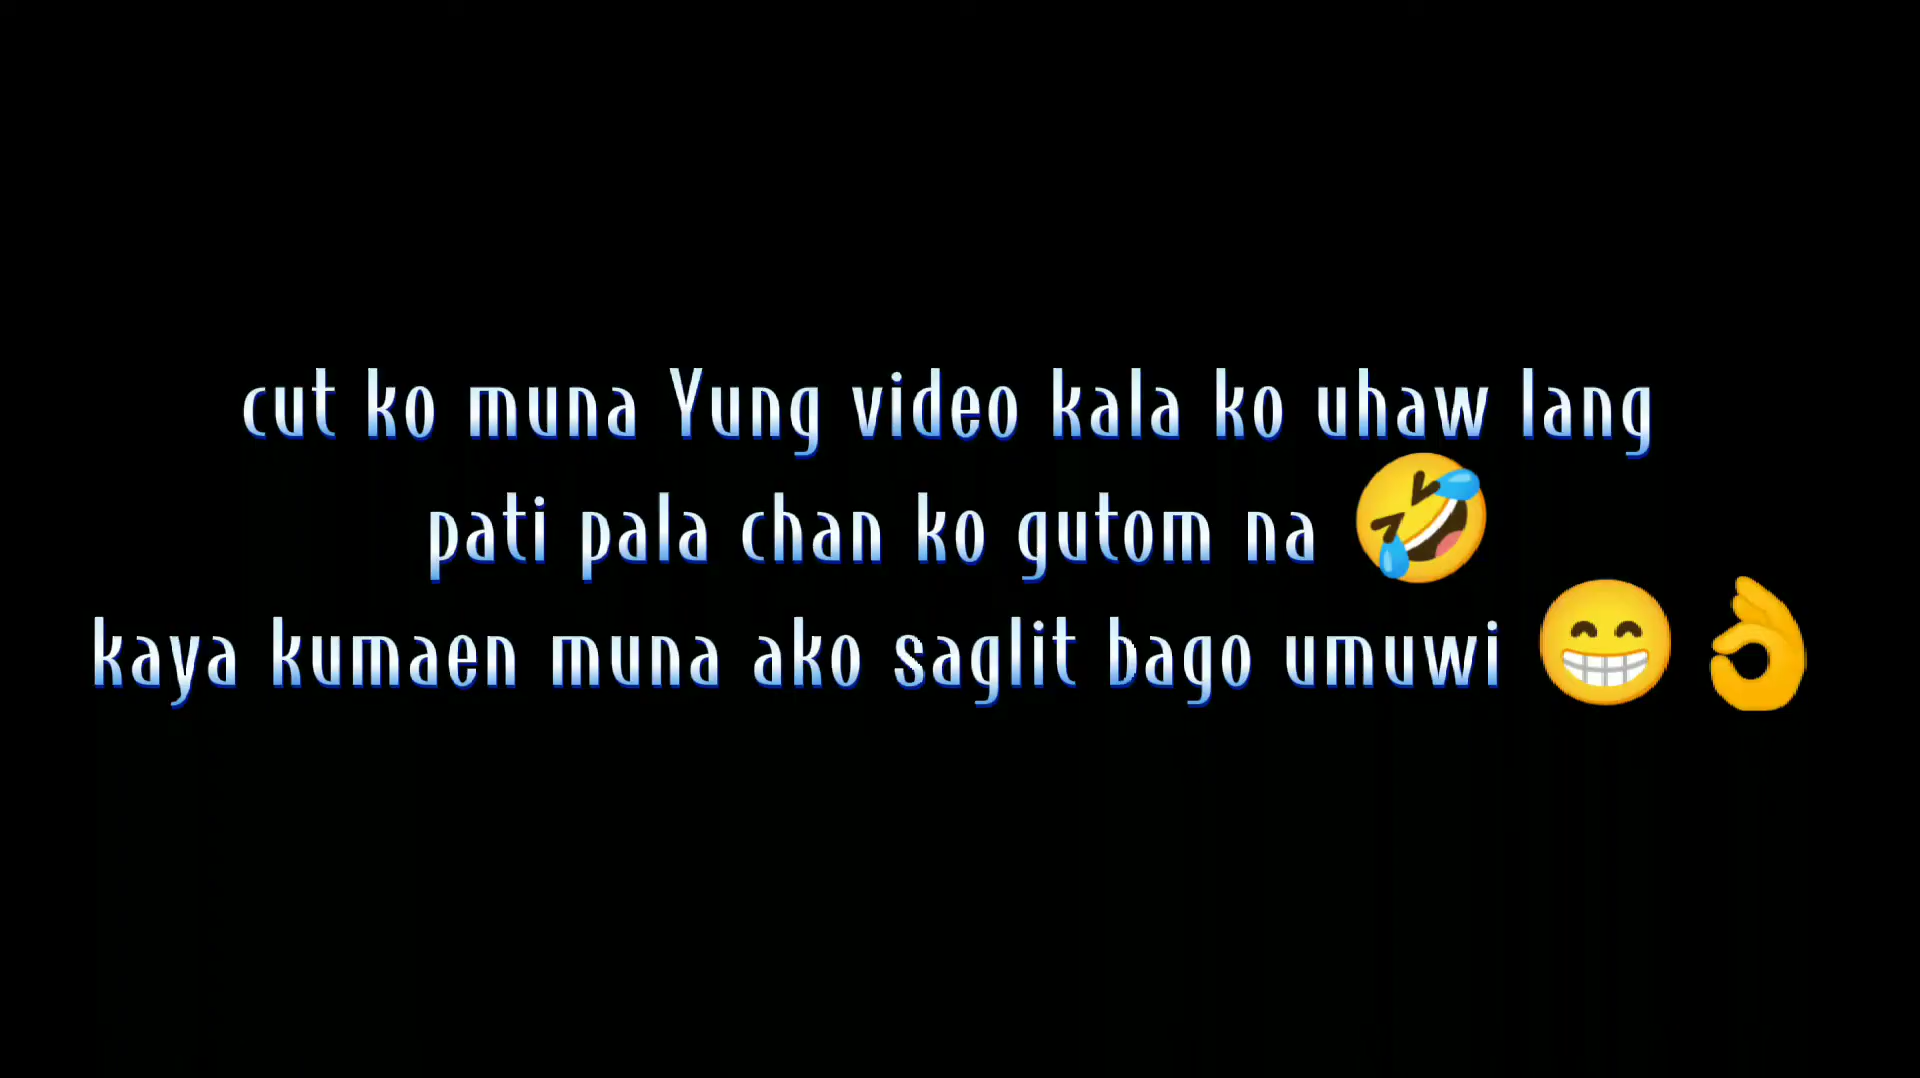 cut ko muna Yung video kala ko uhaw lang
pati pala chan ko gutom na 🤣
kaya kumaen muna ako saglit bago umuwi 😁👌